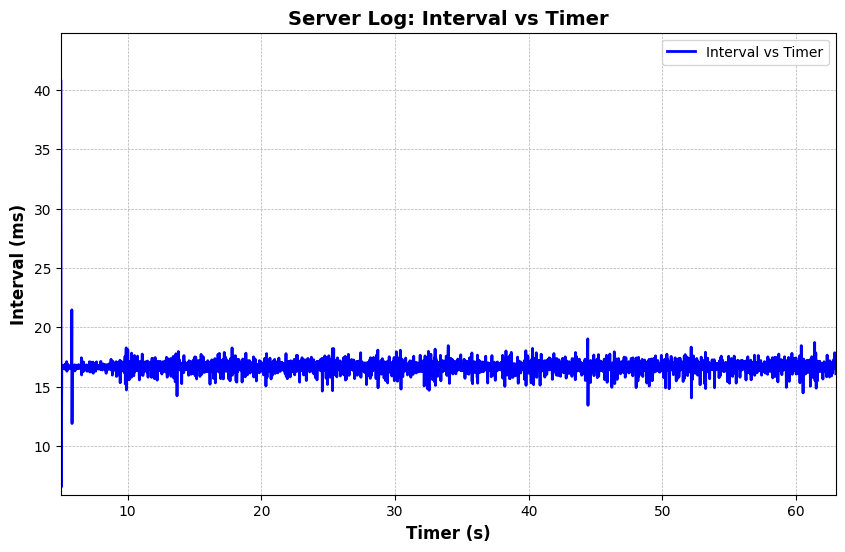 Server Log: Interval vs Timer
Interval vs Timer
40
35
30
25
20
15
10
Interval (ms)
10 20 30 40 50 60
Timer (s)